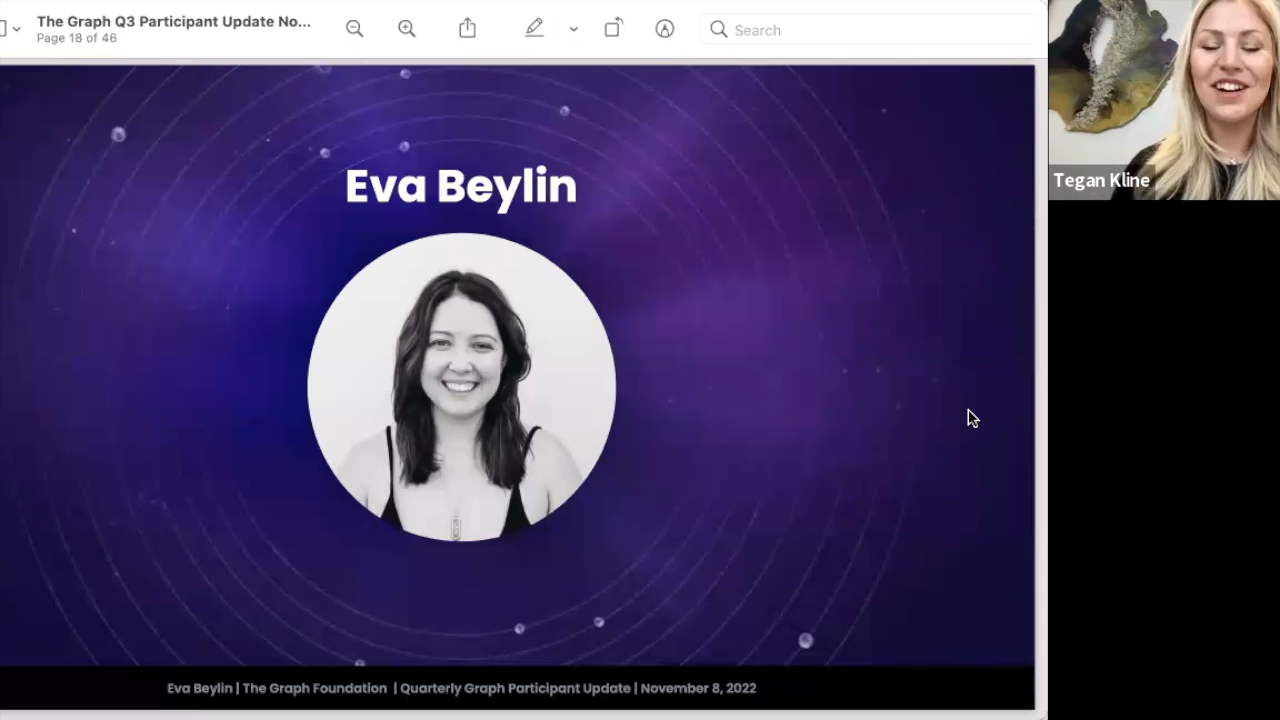 The Graph Q3 Participant Update No...
Page 18 of 46
Search
Tegan Kline
Eva Beylin
Eva Beylin | The Graph Foundation | Quarterly Graph Participant Update | November 8, 2022